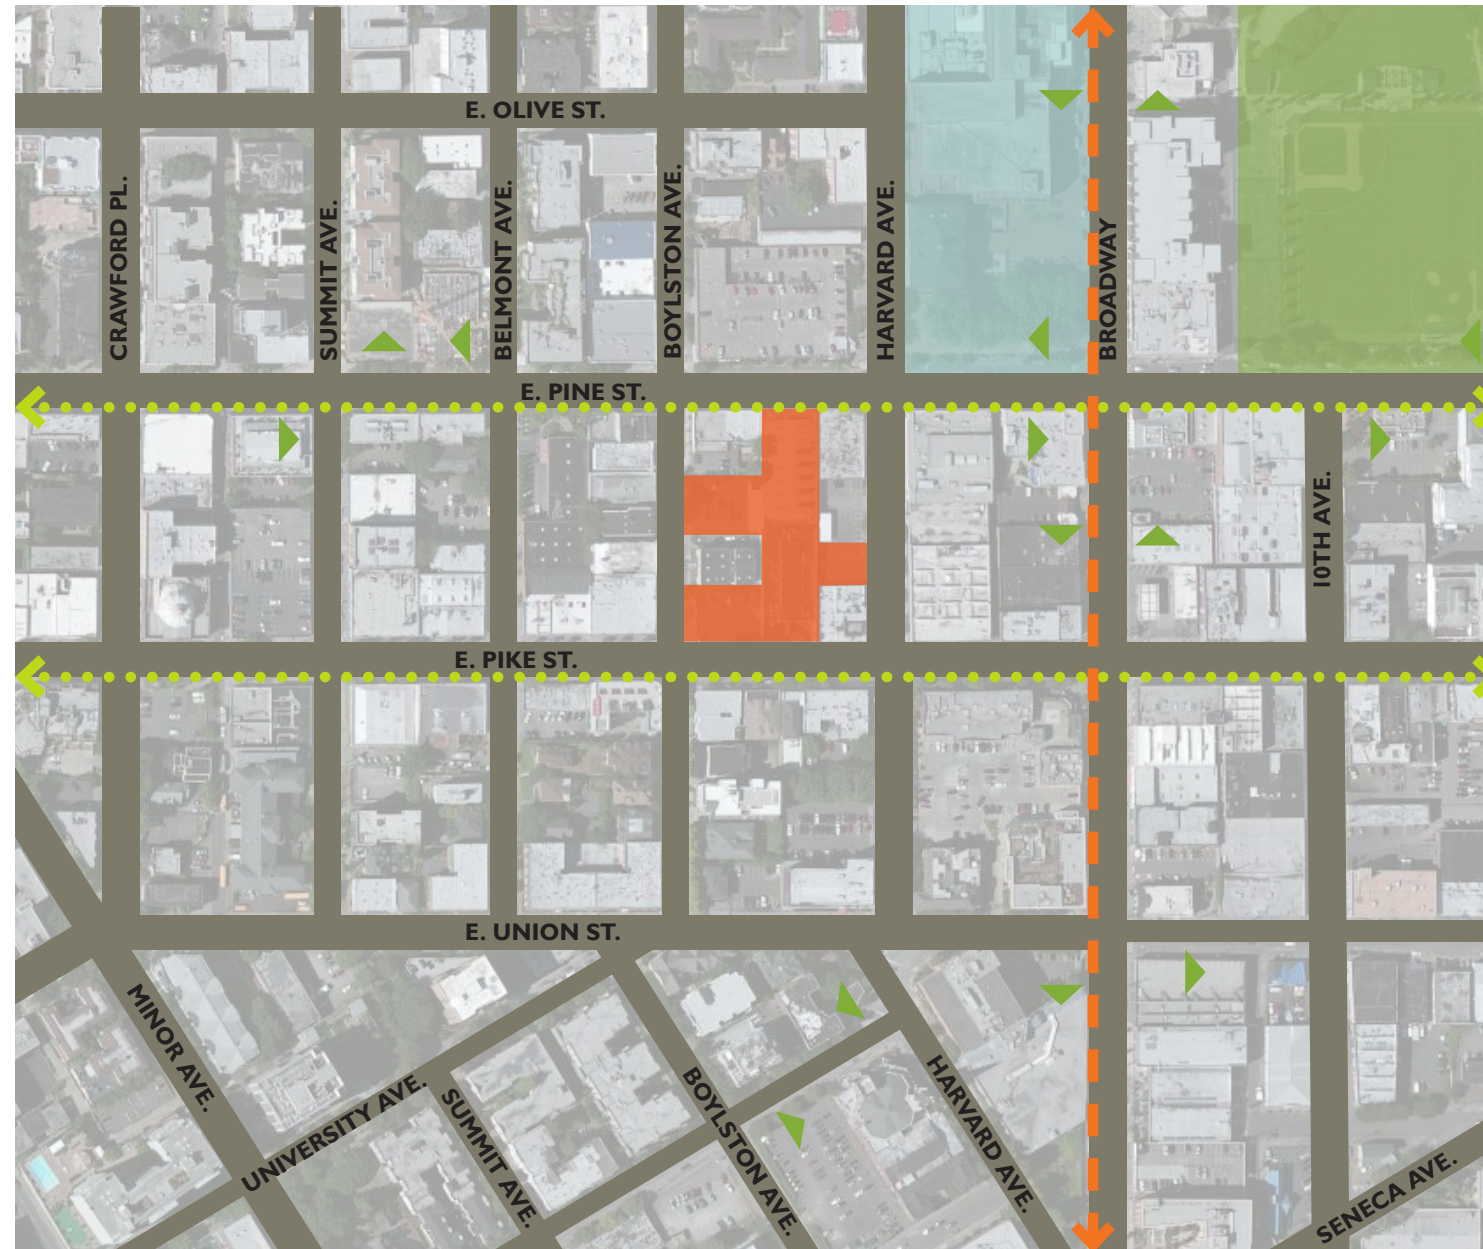 E. OLIVE ST.
CRAWFORD PL.
SUMMIT AVE.
BELMONT AVE.
BOYLSTON AVE.
HARVARD AVE.
BROADWAY
E. PINE ST.
10TH AVE.
E. PIKE ST.
E. UNION ST.
MINOR AVE.
UNIVERSITY AVE.
SUMMIT AVE.
BOYLSTON AVE.
HARVARD AVE.
SENECA AVE.